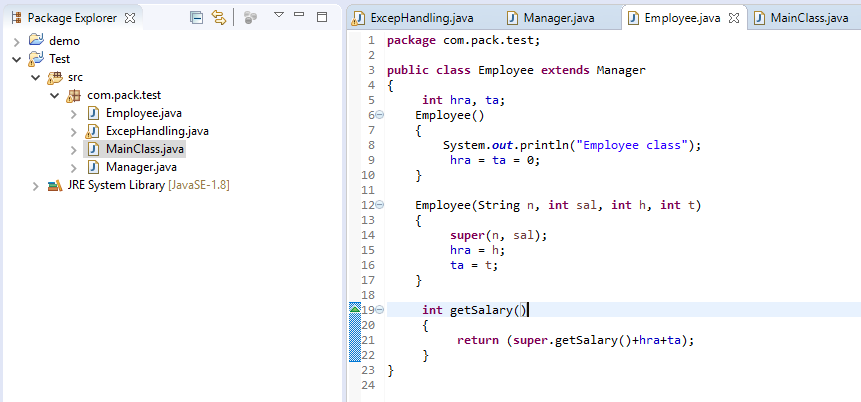 Package Explorer
demo
Test
src
com.pack.test
Employee.java
ExcepHandling.java
MainClass.java
Manager.java
JRE System Library [JavaSE-1.8]
ExcepHandling.java Manager.java Employee.java MainClass.java
1 package com.pack.test;
2
3 public class Employee extends Manager
4 {
5 int hra, ta;
6 Employee()
7 {
8 System.out.println("Employee class");
9 hra = ta = 0;
10 }
11
12 Employee(String n, int sal, int h, int t)
13 {
14 super(n, sal);
15 hra = h;
16 ta = t;
17 }
18
19 int getSalary()
20 {
21 return (super.getSalary()+hra+ta);
22 }
23 }
24